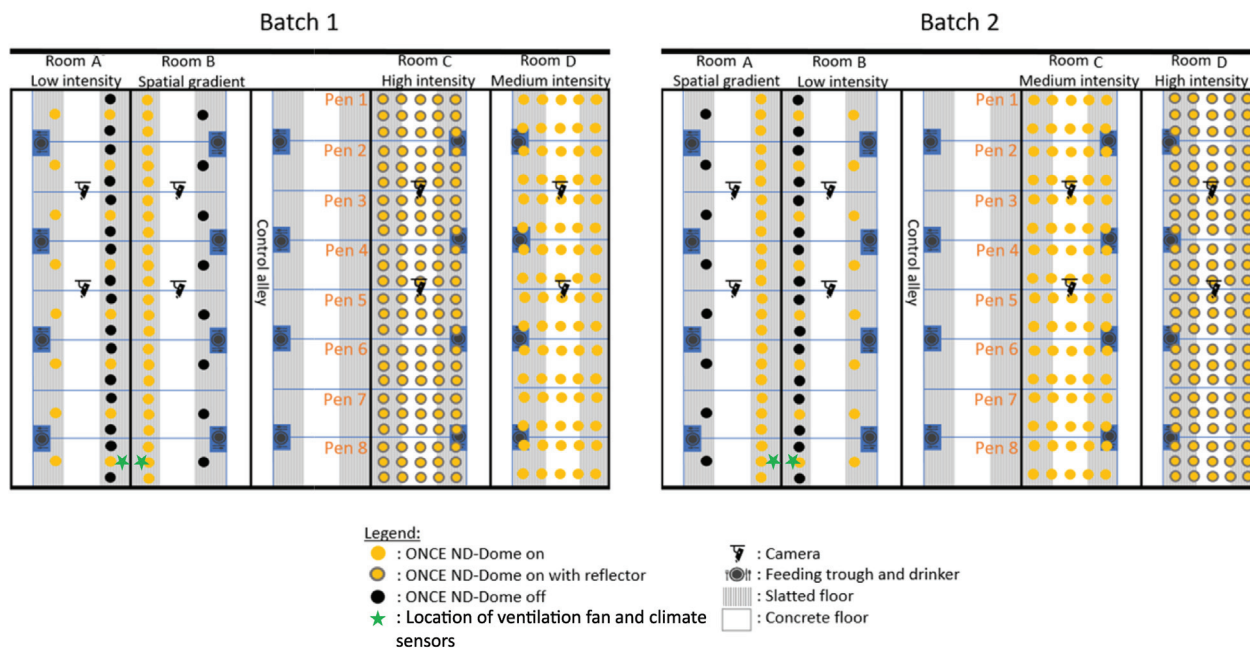 Batch 1
Batch 2
Room A
Low intensity
Room B
Spatial gradient
Room C
High intensity
Room D
Medium intensity
Room A
Spatial gradient
Room B
Low intensity
Room C
Medium intensity
Room D
High intensity
Pen 1
Pen 2
Pen 3
Pen 4
Pen 5
Pen 6
Pen 7
Pen 8
Control alley
Pen 1
Pen 2
Pen 3
Pen 4
Pen 5
Pen 6
Pen 7
Pen 8
Control alley
Legend:
: ONCE ND-Dome on
: ONCE ND-Dome on with reflector
: ONCE ND-Dome off
: Location of ventilation fan and climate
sensors
: Camera
: Feeding trough and drinker
: Slatted floor
: Concrete floor